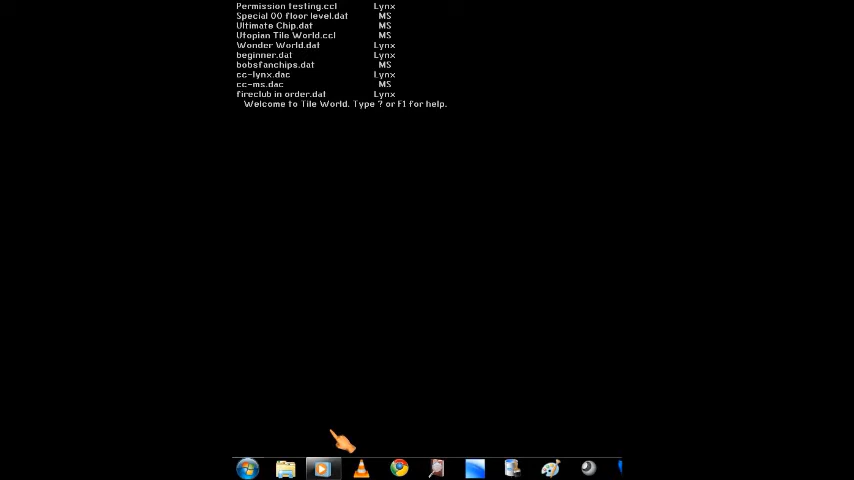 Permission testing.ccl Lynx
Special 00 floor level.dat MS
Ultimate Chip.dat MS
Utopian Tile World.ccl MS
Wonder World.dat Lynx
beginner.dat Lynx
bobsfanchips.dat MS
cc-lynx.dac Lynx
cc-ms.dac MS
fireclub in order.dat Lynx
Welcome to Tile World. Type ? or F1 for help.